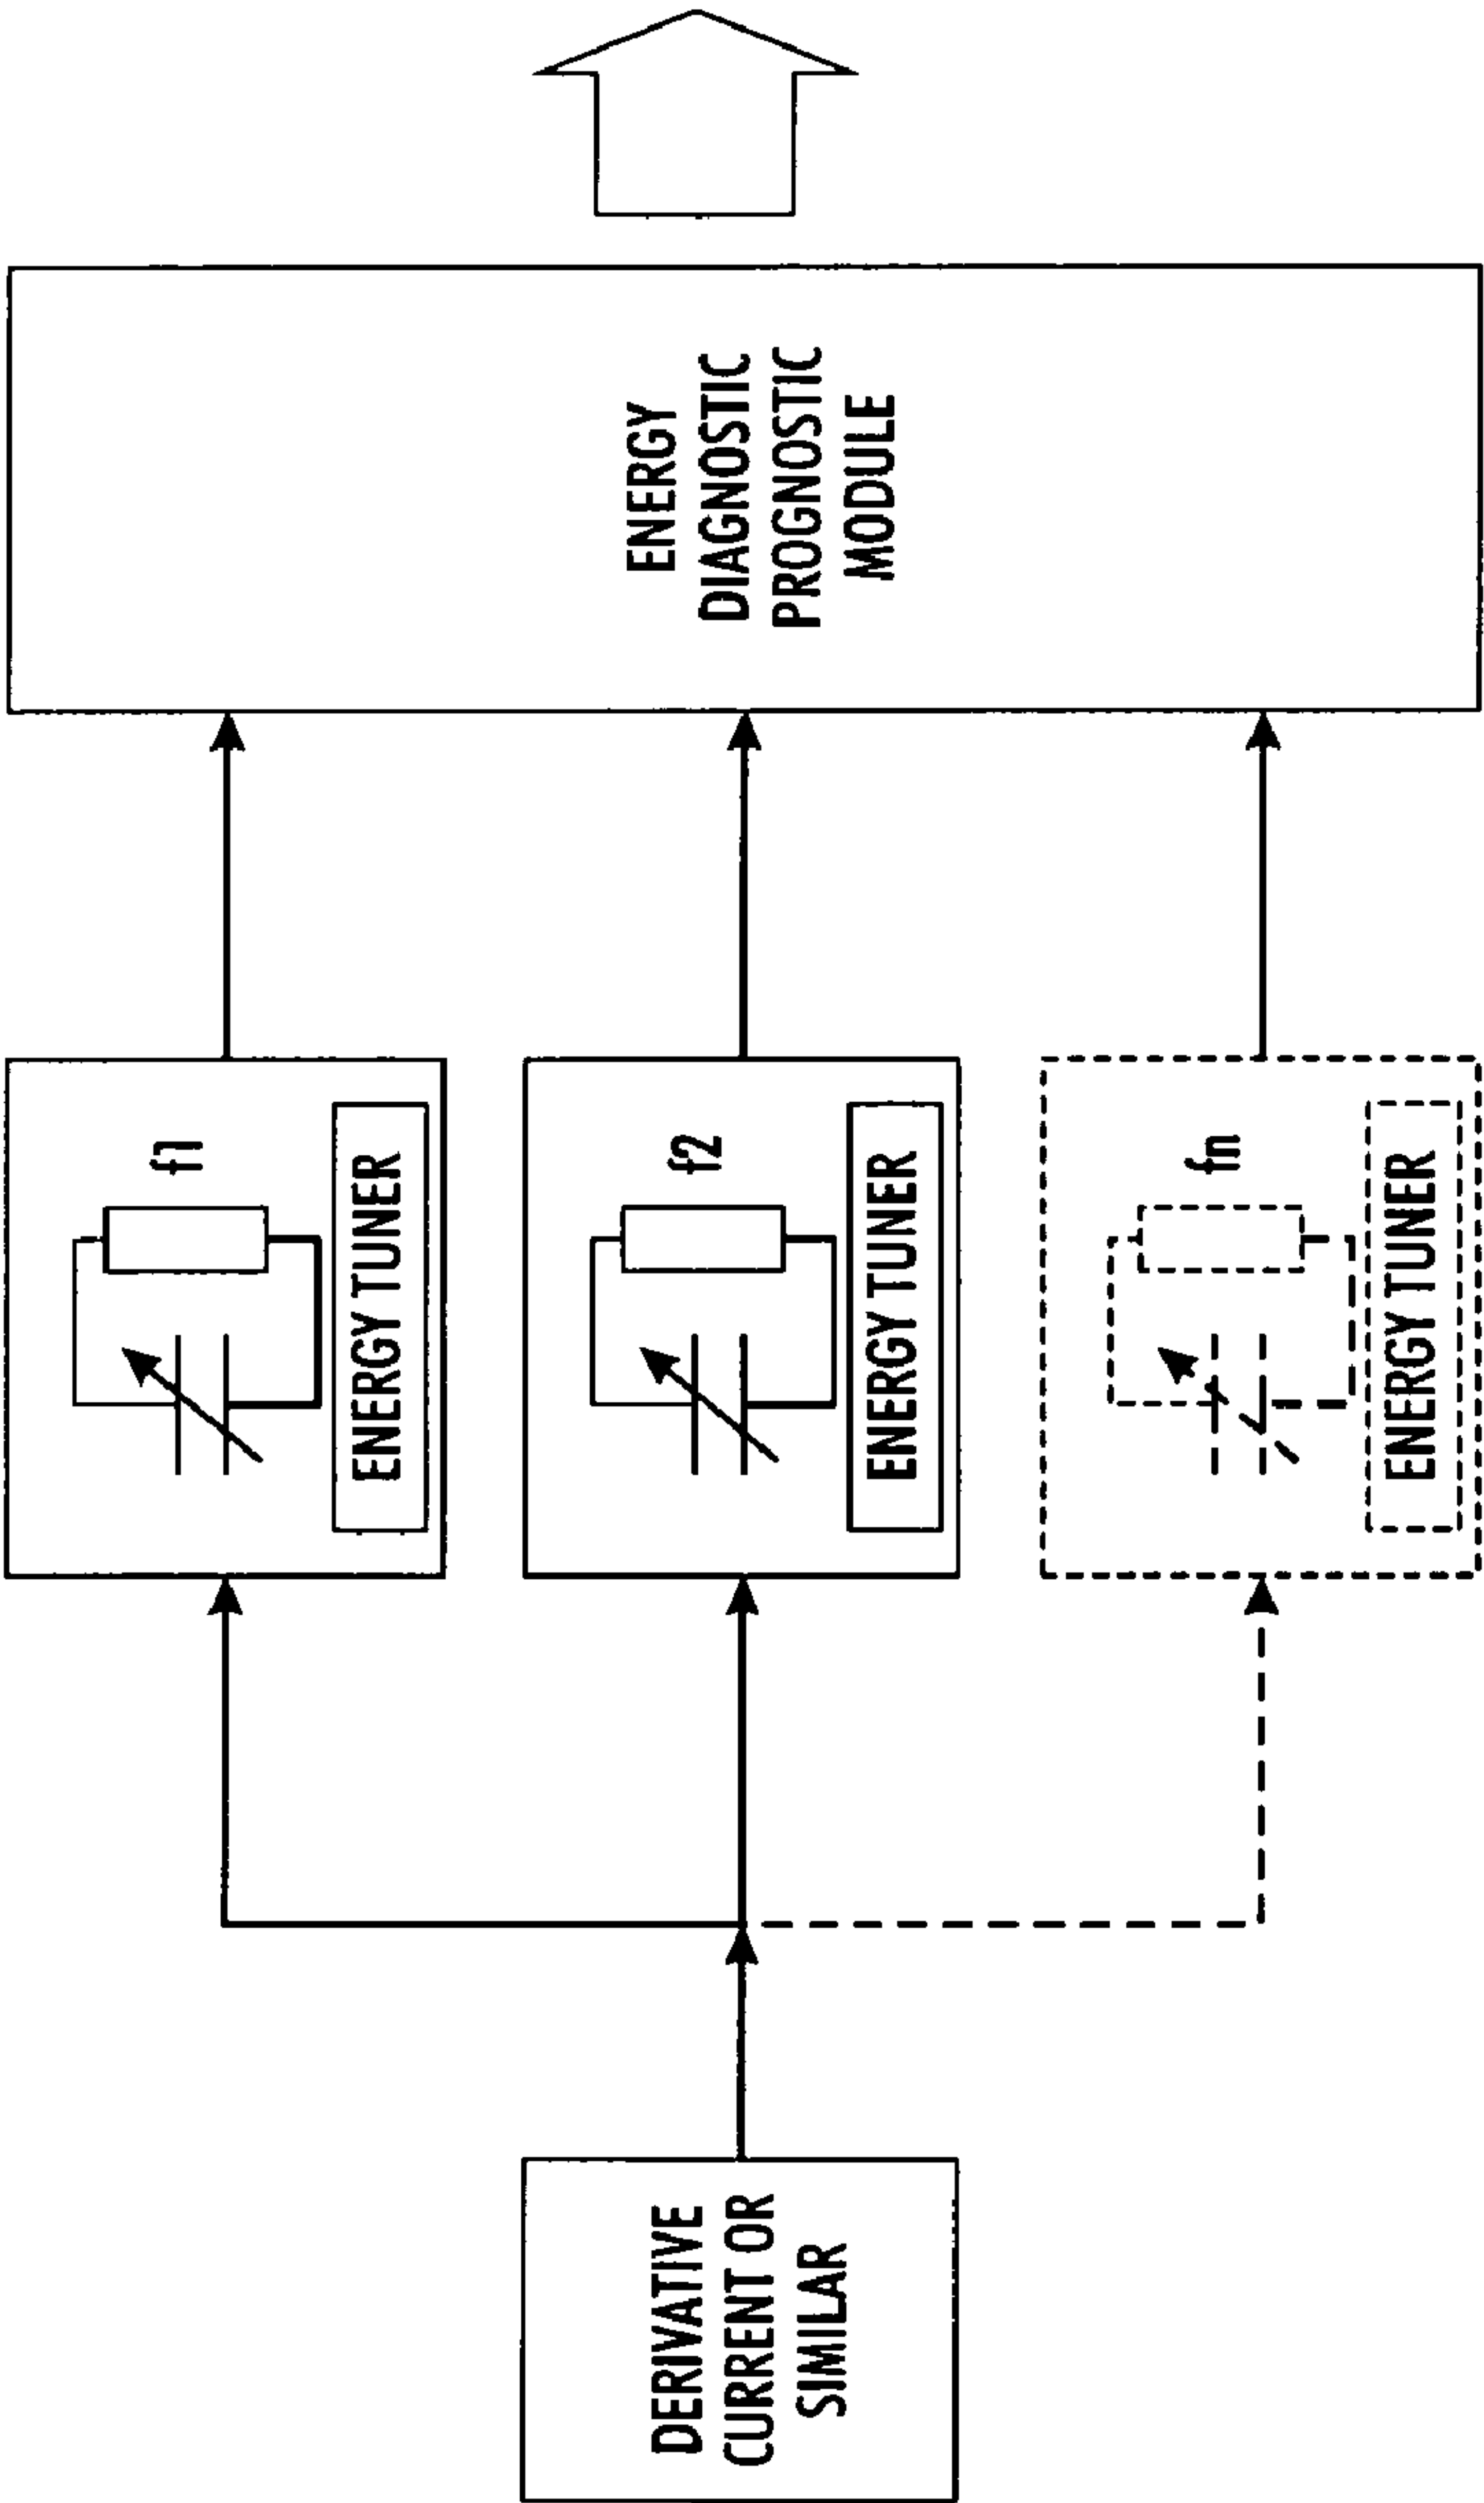 DERIVATIVE
CURRENT OR
SIMILAR
f1
ENERGY TUNER
f2
ENERGY TUNER
fn
ENERGY TUNER
ENERGY
DIAGNOSTIC
PROGNOSTIC
MODULE